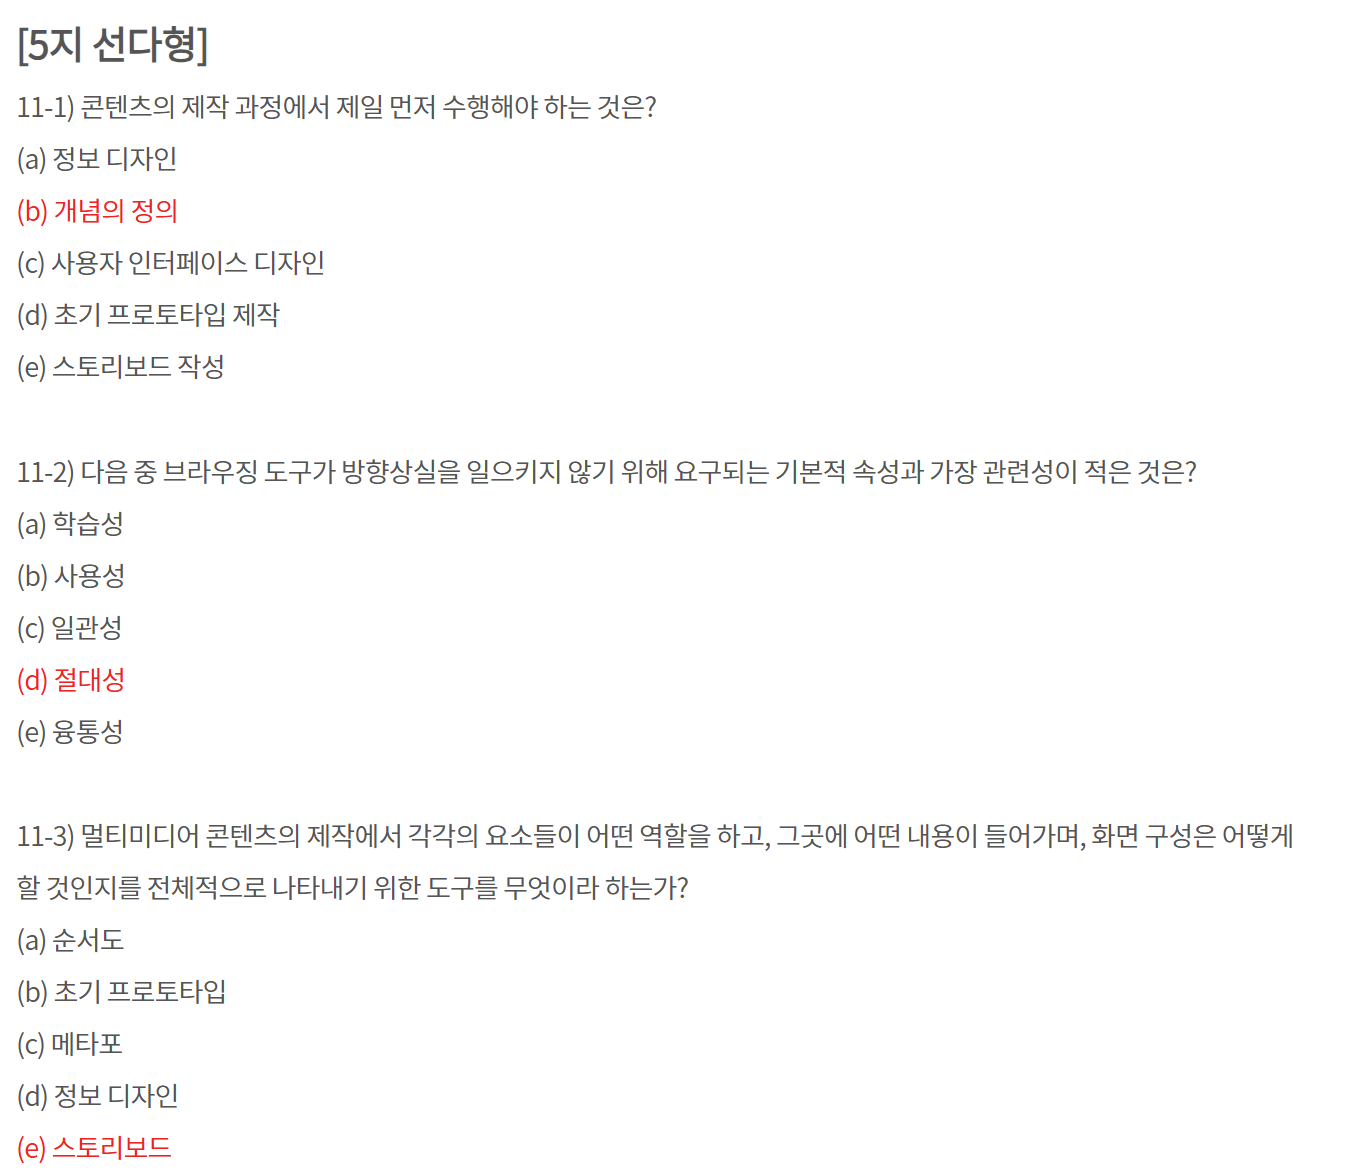 [5지 선다형]
11-1) 콘텐츠의 제작 과정에서 제일 먼저 수행해야 하는 것은?
(a) 정보 디자인
(b) 개념의 정의
(c) 사용자 인터페이스 디자인
(d) 초기 프로토타입 제작
(e) 스토리보드 작성
11-2) 다음 중 브라우징 도구가 방향상실을 일으키지 않기 위해 요구되는 기본적 속성과 가장 관련성이 적은 것은?
(a) 학습성
(b) 사용성
(c) 일관성
(d) 절대성
(e) 융통성
11-3) 멀티미디어 콘텐츠의 제작에서 각각의 요소들이 어떤 역할을 하고, 그곳에 어떤 내용이 들어가며, 화면 구성은 어떻게
할 것인지를 전체적으로 나타내기 위한 도구를 무엇이라 하는가?
(a) 순서도
(b) 초기 프로토타입
(c) 메타포
(d) 정보 디자인
(e) 스토리보드